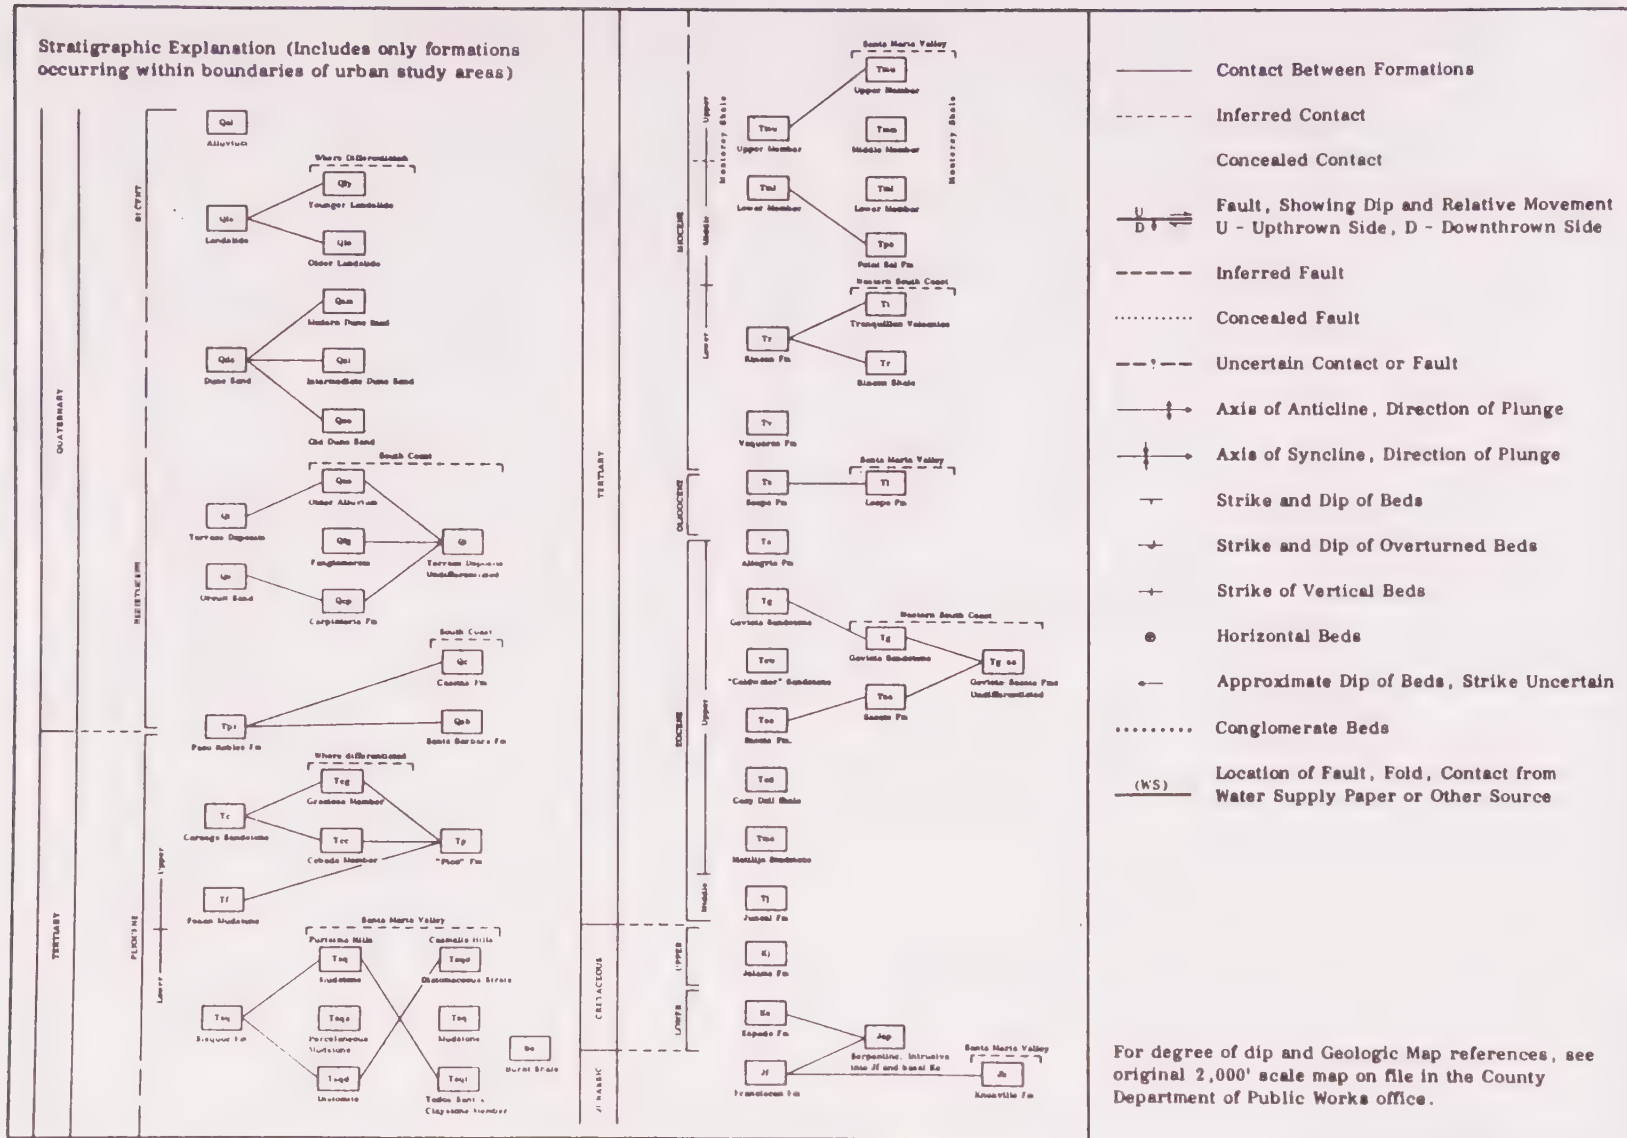 Stratigraphic Explanation (Includes only formations
occurring within boundaries of urban study areas)
QUATERNARY
TERTIARY
RECENT
PLEISTOCENE
PLIOCENE
Upper
Lower
Qal
Alluvium
Where Differentiated
Qly
Younger Landslide
Qls
Landslide
Qlo
Older Landslide
Modern Dune Sand
Qds
Dune Sand
Qsi
Intermediate Dune Sand
Qso
Old Dune Sand
South Coast
Qoa
Older Alluvium
Qt
Terrace Deposits
Qfg
Fanglomerate
Qt
Terrace Deposits
Undifferentiated
Qo
Orcutt Sand
Qcp
Carpinteria Fm
South Coast
Qc
Casitas Fm
Tpr
Paso Robles Fm
Qsb
Santa Barbara Fm
Where differentiated
Tcg
Graciosa Member
Tc
Careaga Sandstone
Tcc
Cebada Member
Tp
"Pico" Fm
Tf
Foxen Mudstone
Santa Maria Valley
Purisima Hills
Casmalia Hills
Tsq
Mudstone
Tsqd
Diatomaceous Shale
Tsq
Sisquoc Fm
Porcelaneous
Mudstone
Tsq
Mudstone
bs
Burnt Shale
Tsqd
Diatomite
Tsqt
Todos Santos
Claystone Member
TERTIARY
CRETACEOUS
JURASSIC
MIOCENE
OLIGOCENE
EOCENE
UPPER
LOWER
Upper
Middle
Lower
Upper
Middle
Monterey Shale
Monterey Shale
Santa Maria Valley
Tmu
Upper Member
Tmu
Upper Member
Tmm
Middle Member
Tml
Lower Member
Tml
Lower Member
Tps
Point Sal Fm
Western South Coast
Tt
Tranquillon Volcanics
Tr
Rincon Fm
Tr
Rincon Shale
Tv
Vaqueros Fm
Santa Maria Valley
Ts
Sespe Fm
Tl
Lospe Fm
Ta
Alegria Fm
Tg
Gaviota Sandstone
Western South Coast
Tg
Gaviota Sandstone
Tcw
"Coldwater" Sandstone
Tg-sa
Gaviota-Sacate Fms
Undifferentiated
Tsa
Sacate Fm
Tsa
Sacate Fm.
Tcd
Cozy Dell Shale
Tma
Matilija Sandstone
Tj
Juncal Fm
Kj
Jalama Fm
Ke
Espada Fm
Jsp
Serpentine, Intrusive
into Jf and basal Ke
Santa Maria Valley
Jf
Franciscan Fm
Jk
Knoxville Fm
Contact Between Formations
Inferred Contact
Concealed Contact
U
D
Fault, Showing Dip and Relative Movement
U - Upthrown Side, D - Downthrown Side
Inferred Fault
Concealed Fault
?
Uncertain Contact or Fault
Axis of Anticline, Direction of Plunge
Axis of Syncline, Direction of Plunge
Strike and Dip of Beds
Strike and Dip of Overturned Beds
Strike of Vertical Beds
Horizontal Beds
Approximate Dip of Beds, Strike Uncertain
Conglomerate Beds
(WS)
Location of Fault, Fold, Contact from
Water Supply Paper or Other Source
For degree of dip and Geologic Map references, see
original 2,000' scale map on file in the County
Department of Public Works office.